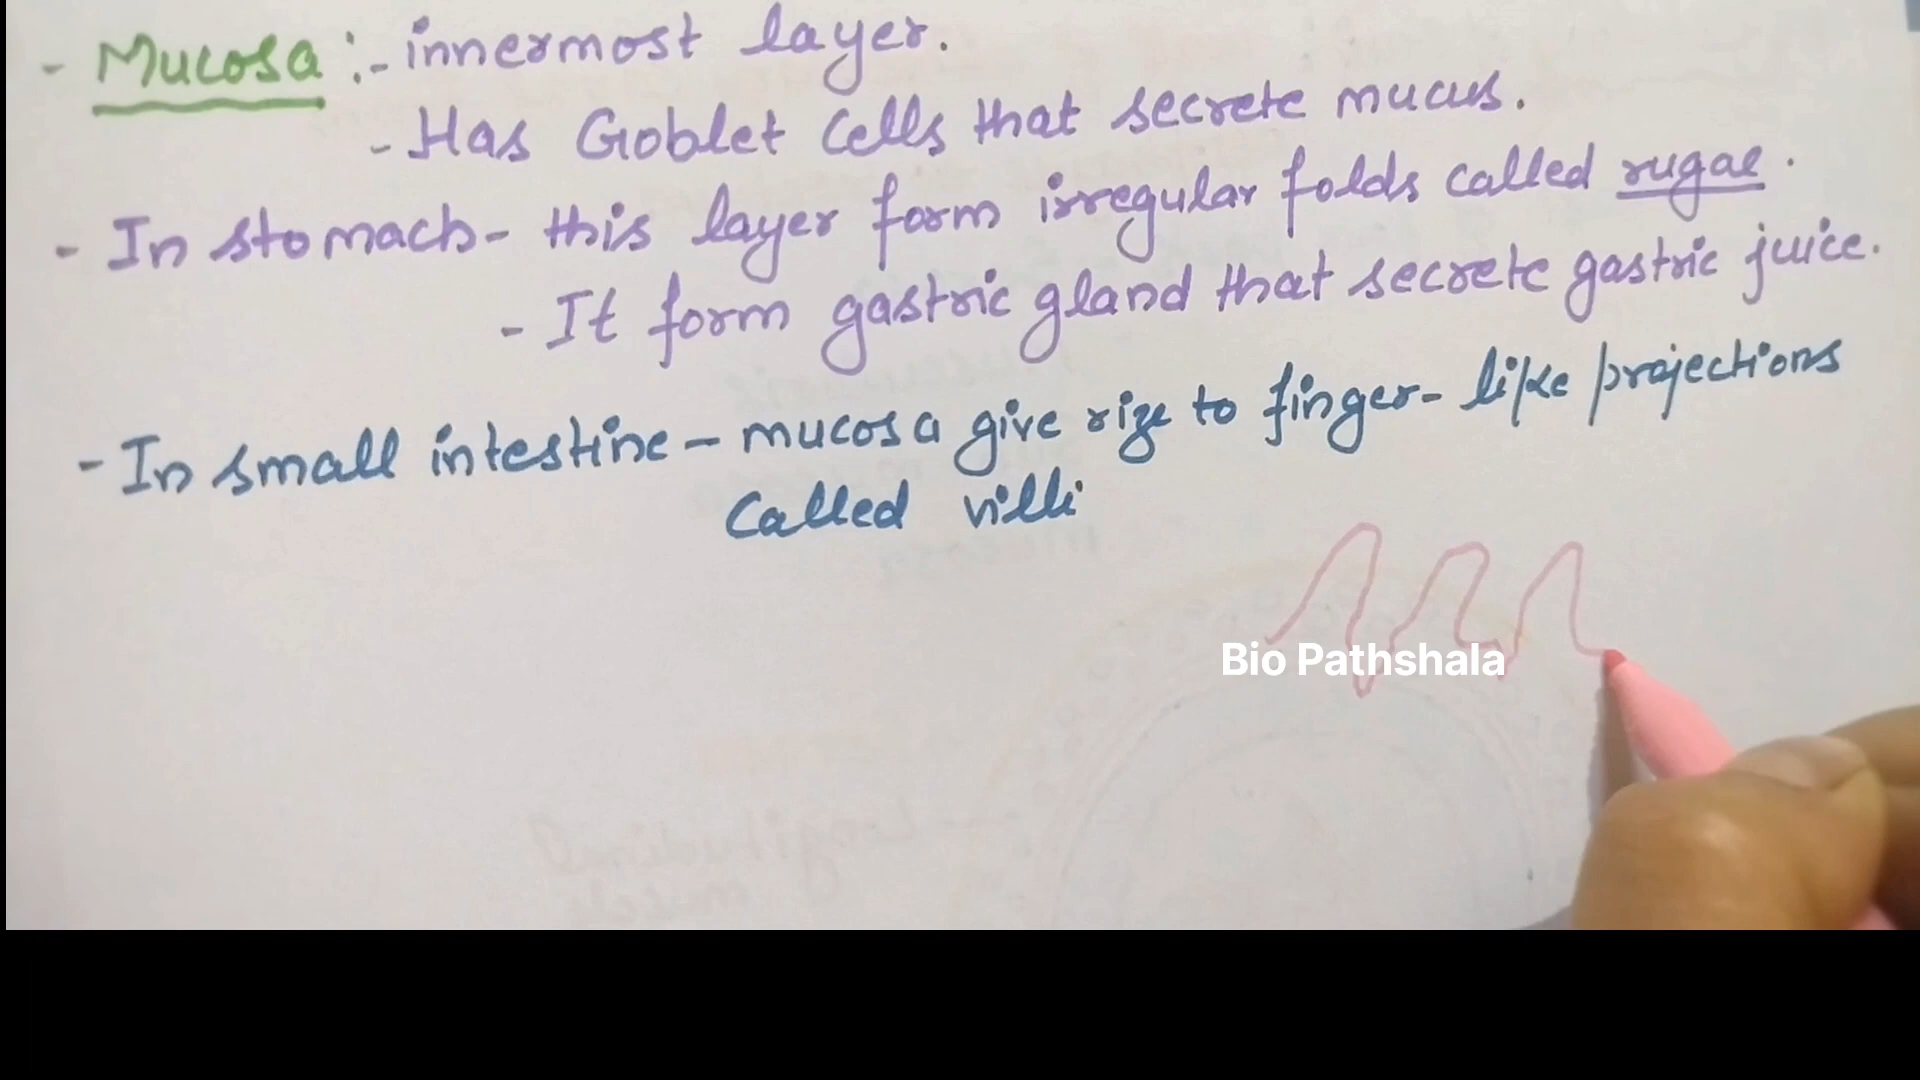 - Mucosa :- innermost layer.
- Has Goblet Cells that secrete mucus.
- In stomach - this layer form irregular folds called rugae.
- It form gastric gland that secrete gastric juice.
- In small intestine - mucosa give rize to finger-like projections
called villi
Bio Pathshala